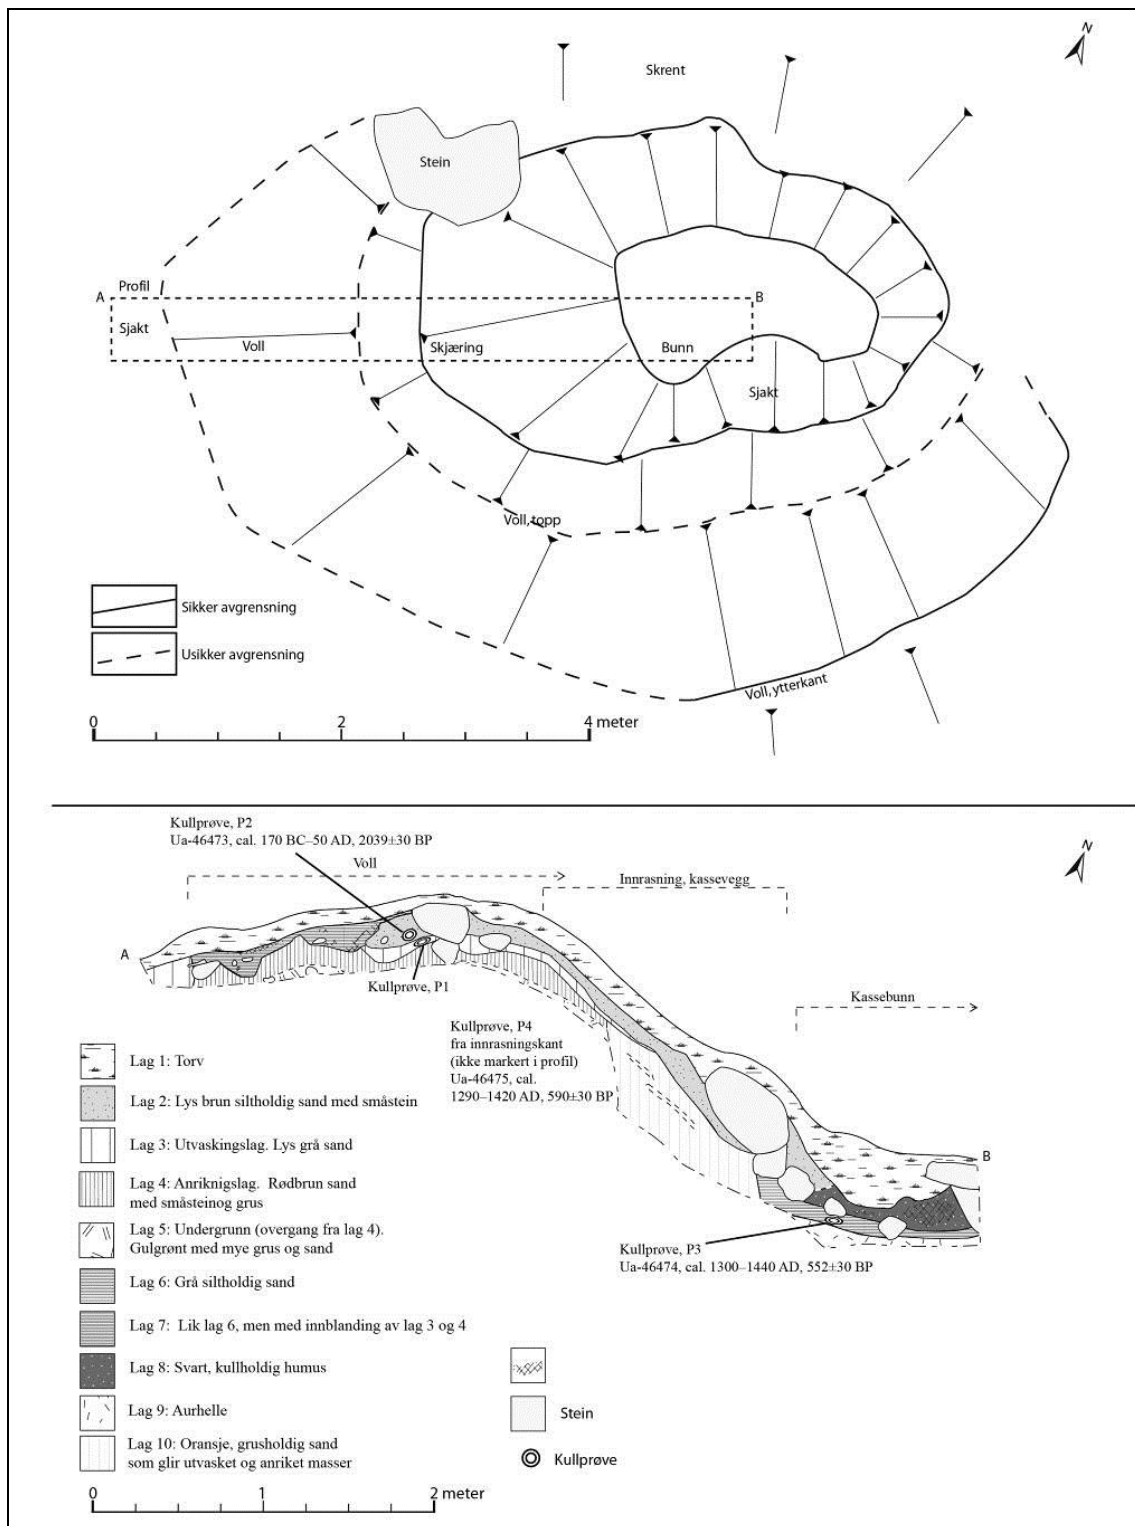 N
Skrent
Stein
Profil
A
B
Sjakt
Voll
Skjæring
Bunn
Sjakt
Voll, topp
Sikker avgrensning
Usikker avgrensning
Voll, ytterkant
0 2 4 meter
Kullprøve, P2
Ua-46473, cal. 170 BC–50 AD, 2039±30 BP
N
Voll
Innrasning, kassevegg
A
Kullprøve, P1
Kassebunn
Kullprøve, P4
fra innrasningskant
(ikke markert i profil)
Ua-46475, cal.
1290–1420 AD, 590±30 BP
B
Kullprøve, P3
Ua-46474, cal. 1300–1440 AD, 552±30 BP
Lag 1: Torv
Lag 2: Lys brun siltholdig sand med småstein
Lag 3: Utvaskingslag. Lys grå sand
Lag 4: Anriknigslag. Rødbrun sand
med småsteinog grus
Lag 5: Undergrunn (overgang fra lag 4).
Gulgrønt med mye grus og sand
Lag 6: Grå siltholdig sand
Lag 7: Lik lag 6, men med innblanding av lag 3 og 4
Lag 8: Svart, kullholdig humus
Lag 9: Aurhelle
Lag 10: Oransje, grusholdig sand
som glir utvasket og anriket masser
Stein
Kullprøve
0 1 2 meter